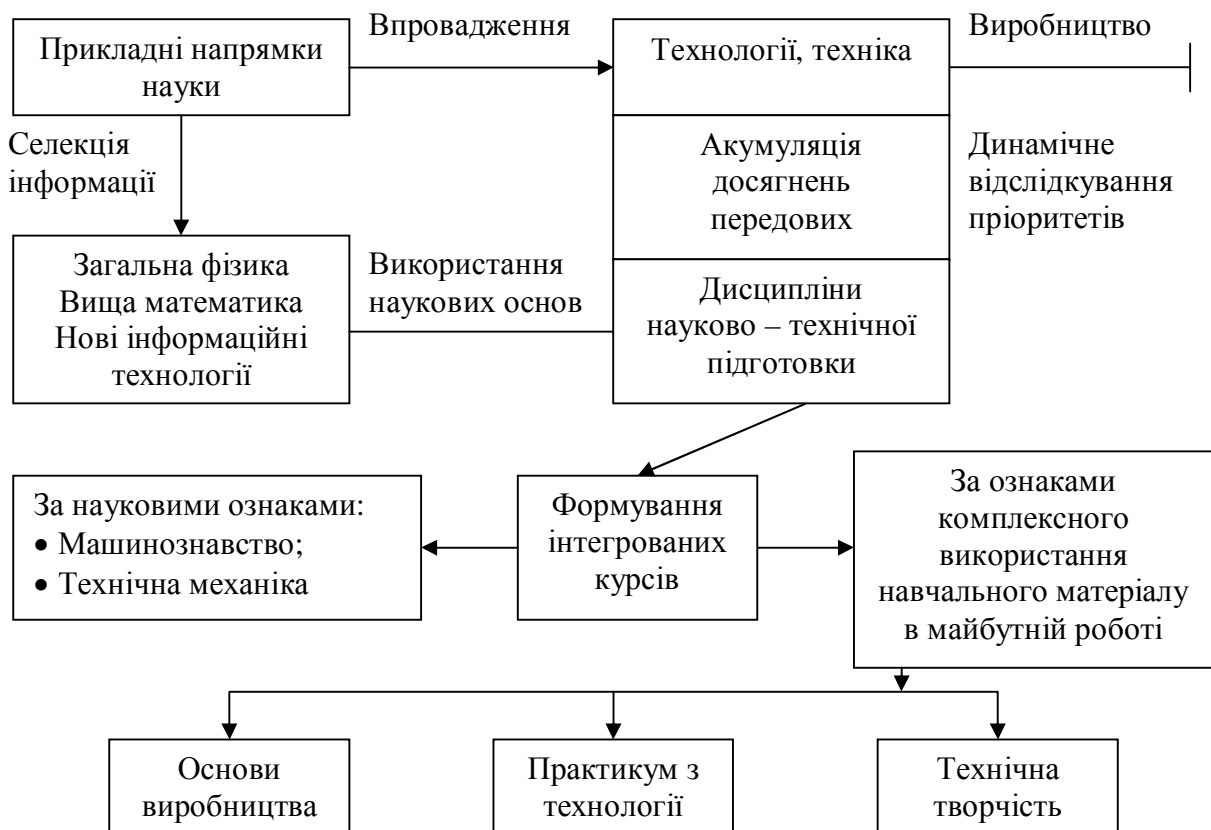 Прикладні напрямки
науки
Впровадження
Технології, техніка
Виробництво
Селекція
інформації
Акумуляція
досягнень
передових
Динамічне
відслідкування
пріоритетів
Загальна фізика
Вища математика
Нові інформаційні
технології
Використання
наукових основ
Дисципліни
науково – технічної
підготовки
За науковими ознаками:
• Машинознавство;
• Технічна механіка
Формування
інтегрованих
курсів
За ознаками
комплексного
використання
навчального матеріалу
в майбутній роботі
Основи
виробництва
Практикум з
технології
Технічна
творчість